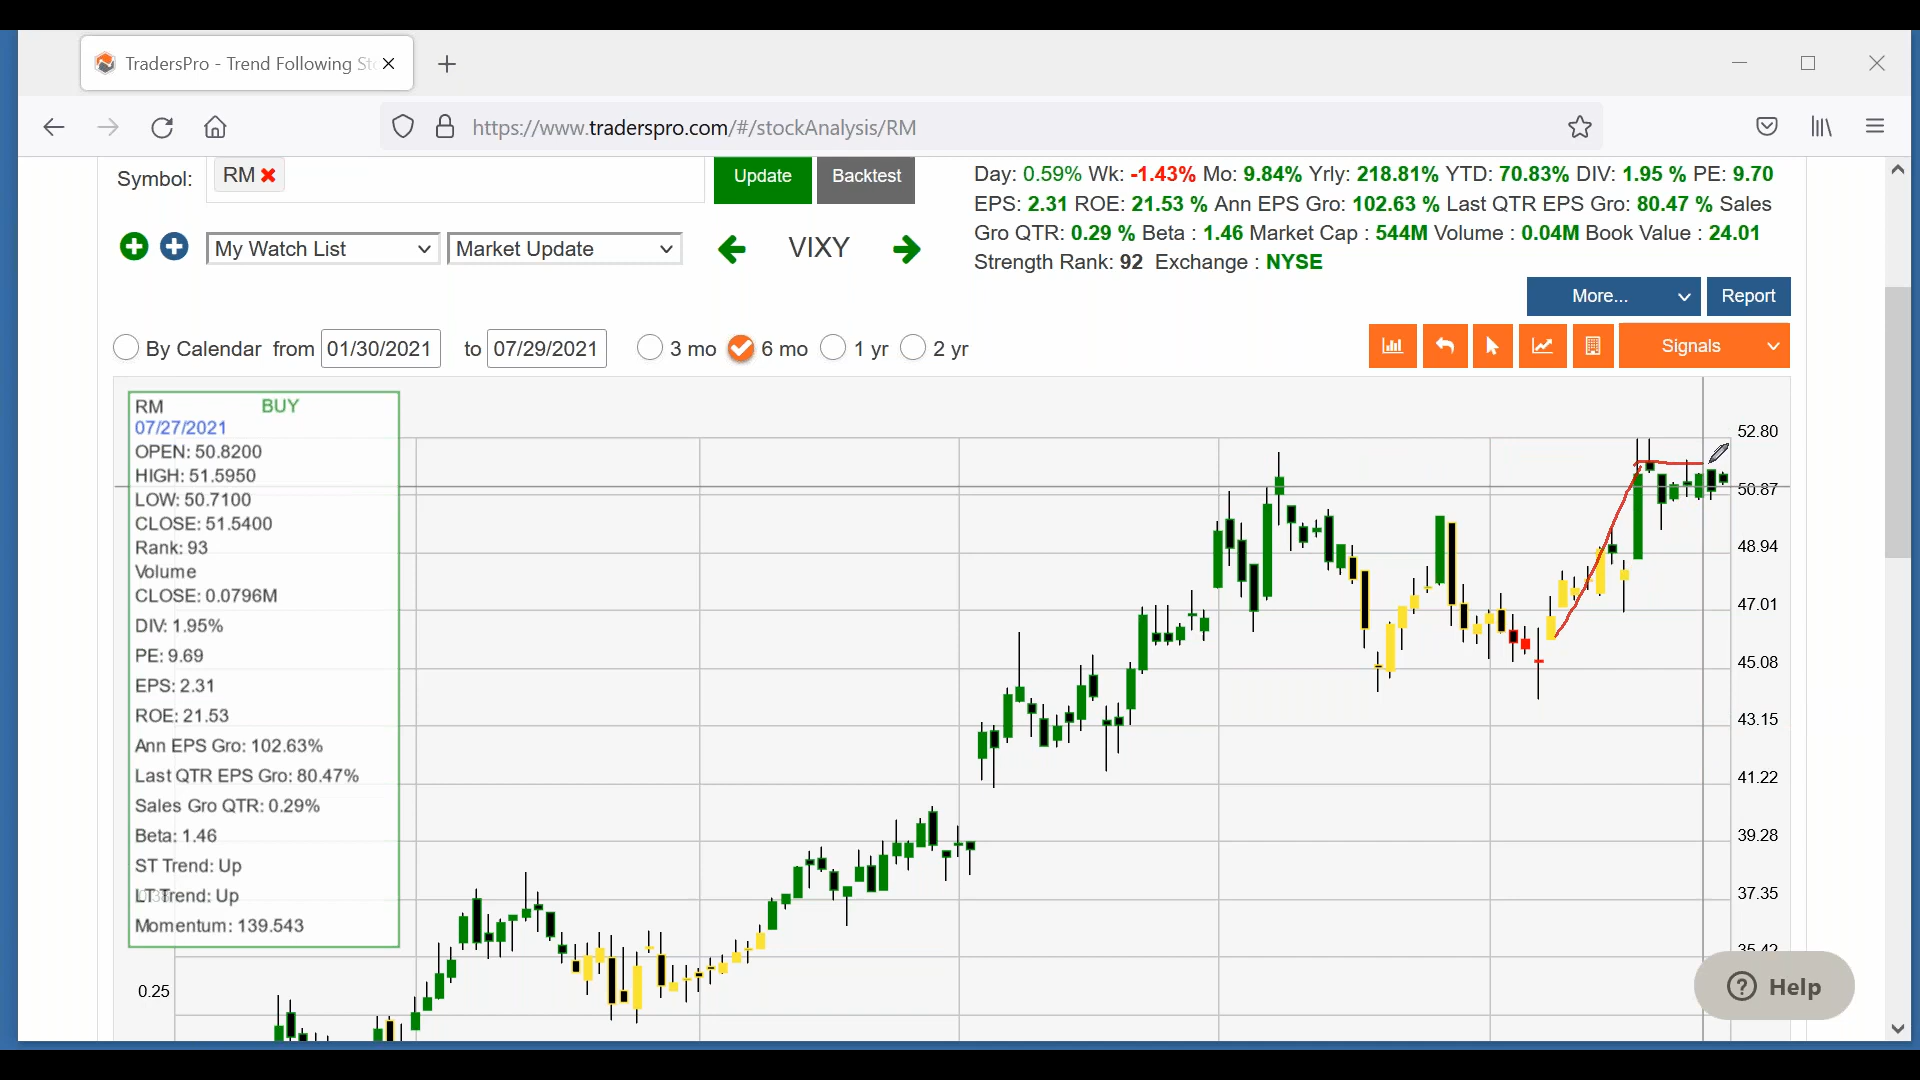 TradersPro - Trend Following Sto
https://www.traderspro.com/#/stockAnalysis/RM
Symbol: RM Update Backtest
Day: 0.59% Wk: -1.43% Mo: 9.84% Yrly: 218.81% YTD: 70.83% DIV: 1.95 % PE: 9.70
EPS: 2.31 ROE: 21.53 % Ann EPS Gro: 102.63 % Last QTR EPS Gro: 80.47 % Sales
Gro QTR: 0.29 % Beta : 1.46 Market Cap : 544M Volume : 0.04M Book Value : 24.01
Strength Rank: 92 Exchange : NYSE
My Watch List Market Update VIXY
More... Report
By Calendar from 01/30/2021 to 07/29/2021 3 mo 6 mo 1 yr 2 yr Signals
RM BUY
07/27/2021
OPEN: 50.8200
HIGH: 51.5950
LOW: 50.7100
CLOSE: 51.5400
Rank: 93
Volume
CLOSE: 0.0796M
DIV: 1.95%
PE: 9.69
EPS: 2.31
ROE: 21.53
Ann EPS Gro: 102.63%
Last QTR EPS Gro: 80.47%
Sales Gro QTR: 0.29%
Beta: 1.46
ST Trend: Up
LT Trend: Up
Momentum: 139.543
0.25
52.80
50.87
48.94
47.01
45.08
43.15
41.22
39.28
37.35
35.42
Help